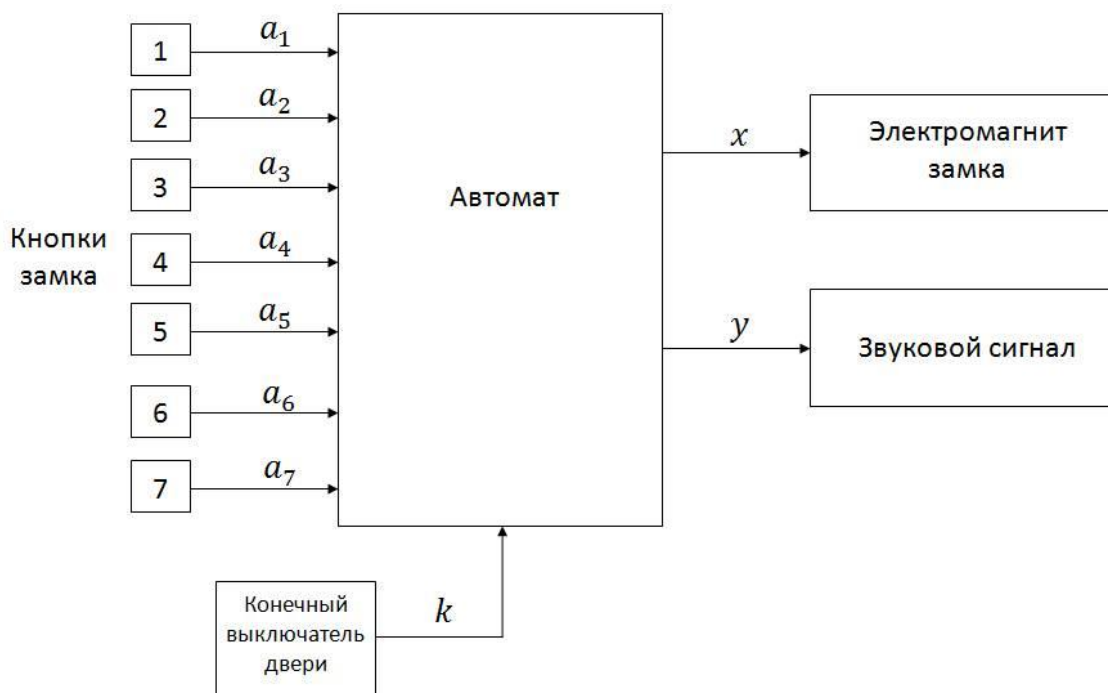 Кнопки
замка
1
2
3
4
5
6
7
a₁
a₂
a₃
a₄
a₅
a₆
a₇
Автомат
x
y
Электромагнит
замка
Звуковой сигнал
Конечный
выключатель
двери
k